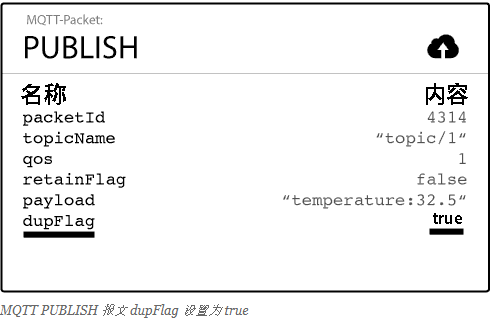 MQTT-Packet:
PUBLISH
名称 内容
packetId 4314
topicName “topic/1“
qos 1
retainFlag false
payload “temperature:32.5“
dupFlag true
MQTT PUBLISH 报文 dupFlag 设置为 true